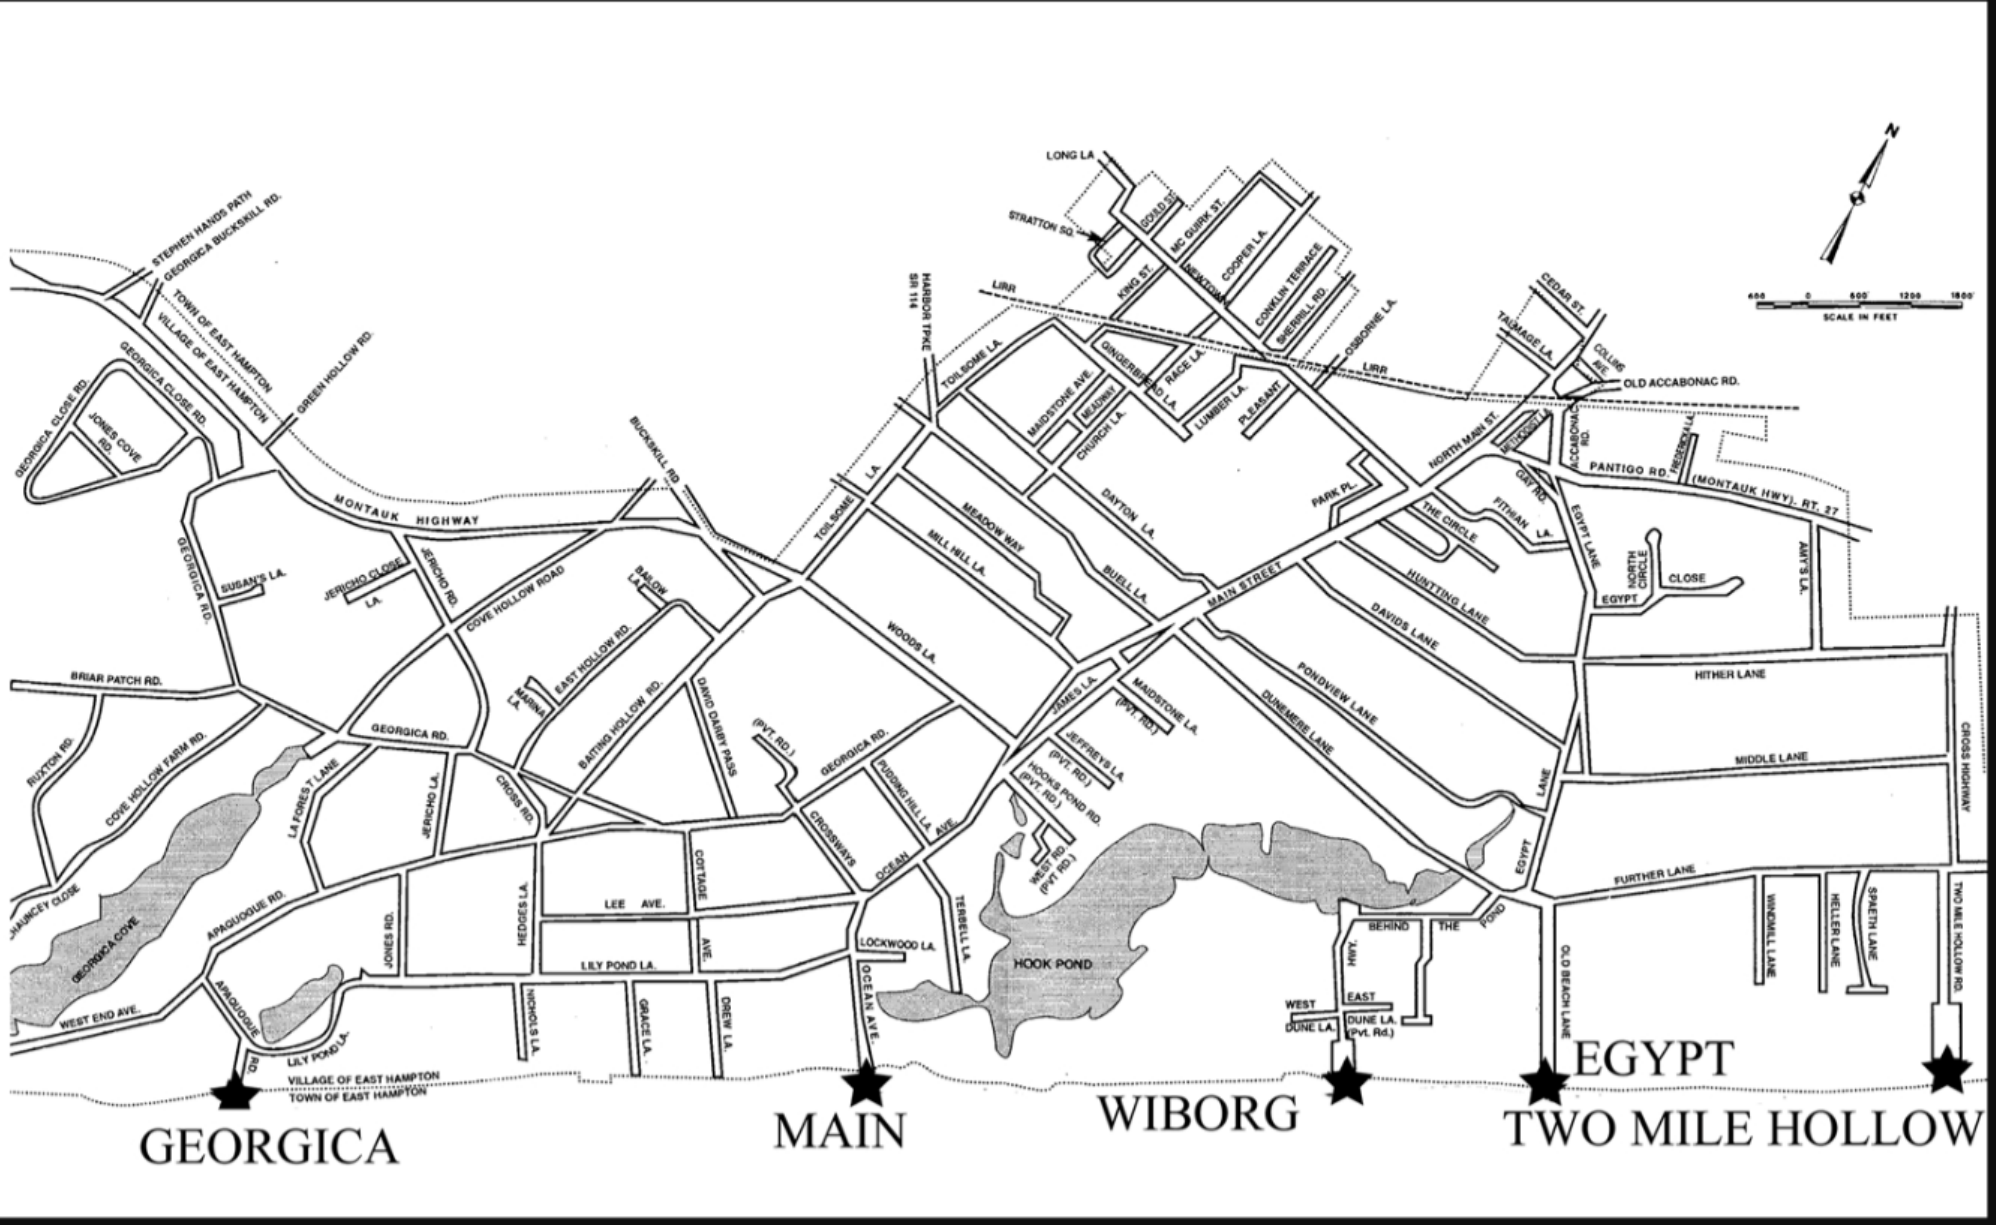 LONG LA
STRATTON SQ.
GOULD ST.
MC GUIRK ST.
COOPER LA.
KING ST.
NEWTOWN
CONKLIN TERRACE
SHERRILL RD.
OSBORNE LA.
LIRR
LIRR
N
600 0 600' 1200 1800'
SCALE IN FEET
STEPHEN HANDS PATH
GEORGICA BUCKSKILL RD.
TOWN OF EAST HAMPTON
VILLAGE OF EAST HAMPTON
GREEN HOLLOW RD.
GEORGICA CLOSE RD.
GEORGICA CLOSE RD.
JONES COVE
RD.
HARBOR TPKE
SR 114
TOILSOME LA.
GINGERBREAD LA.
RACE LA.
MAIDSTONE AVE.
MEADWAY
CHURCH LA.
LUMBER LA.
PLEASANT
CEDAR ST.
TALMAGE LA.
COLLINS
AVE.
OLD ACCABONAC RD.
NORTH MAIN ST.
METHODIST LA.
ACCABONAC
RD.
FREDERICKA LA.
PANTIGO RD.
(MONTAUK HWY). RT. 27
GAY RD.
FITHIAN
LA.
EGYPT LANE
PARK PL.
THE CIRCLE
BUCKSKILL RD
MONTAUK HIGHWAY
TOILSOME
LA.
MEADOW WAY
MILL HILL LA.
DAYTON LA.
BUELL LA.
MAIN STREET
HUNTING LANE
DAVIDS LANE
NORTH
CIRCLE
CLOSE
EGYPT
AMY'S LA.
HITHER LANE
GEORGICA RD.
SUSAN'S LA.
JERICHO CLOSE
LA.
JERICHO RD.
COVE HOLLOW ROAD
BAILOW
LA.
EAST HOLLOW RD.
MARINA
LA.
WOODS LA.
BRIAR PATCH RD.
RUXTON RD.
COVE HOLLOW FARM RD.
GEORGICA RD.
LA FOREST LANE
JERICHO LA.
CROSS RD.
BAITING HOLLOW RD.
DAVID DARBY PASS
(PVT. RD.)
GEORGICA RD.
PUDDING HILL LA.
CROSSWAYS
JAMES LA.
MAIDSTONE LA.
(PVT. RD.)
JEFFREYS LA.
(PVT. RD.)
HOOKS POND RD.
(PVT. RD.)
WEST RD.
(PVT RD.)
PONDVIEW LANE
DUNEMERE LANE
MIDDLE LANE
CROSS HIGHWAY
EGYPT
LANE
FURTHER LANE
HAUNCEY CLOSE
GEORGICA COVE
APAQUOGUE RD.
JONES RD.
HEDGES LA.
LEE AVE.
COTTAGE
AVE.
OCEAN
AVE.
TERBELL LA.
LOCKWOOD LA.
LILY POND LA.
HOOK POND
BEHIND THE POND
HWY.
WEST
DUNE LA.
EAST
DUNE LA.
(Pvt. Rd.)
OLD BEACH LANE
WINDMILL LANE
HELLER LANE
SPAETH LANE
TWO MILE HOLLOW RD.
WEST END AVE.
APAQUOGUE
RD.
LILY POND LA.
NICHOLS LA.
GRACE LA.
DREW LA.
OCEAN AVE.
VILLAGE OF EAST HAMPTON
TOWN OF EAST HAMPTON
GEORGICA
MAIN
WIBORG
EGYPT
TWO MILE HOLLOW